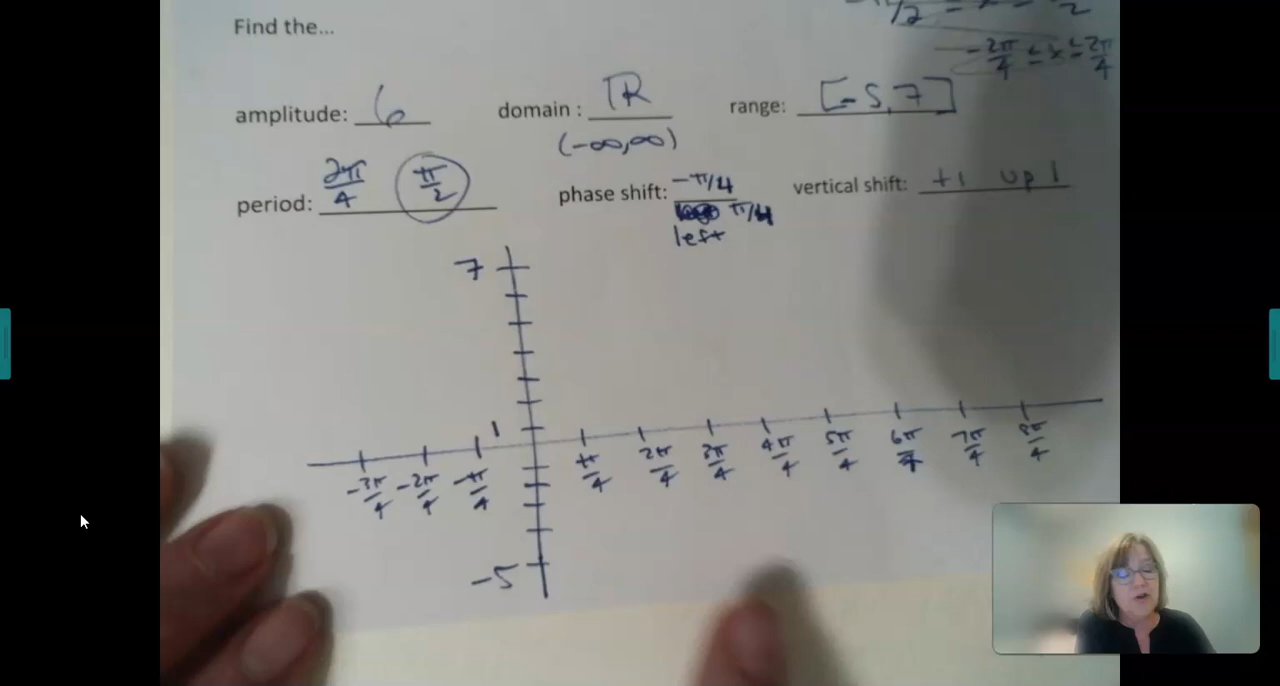 -2π/4 ≤ x ≤ 2π/4
Find the...
amplitude: 6 domain : ℝ range: [-5,7]
(-∞,∞)
period: 2π/4 π/2 phase shift: -π/4 vertical shift: +1 up 1
π/4
left
7
1
-3π/4 -2π/4 -π/4 π/4 2π/4 3π/4 4π/4 5π/4 6π/4 7π/4 8π/4
-5